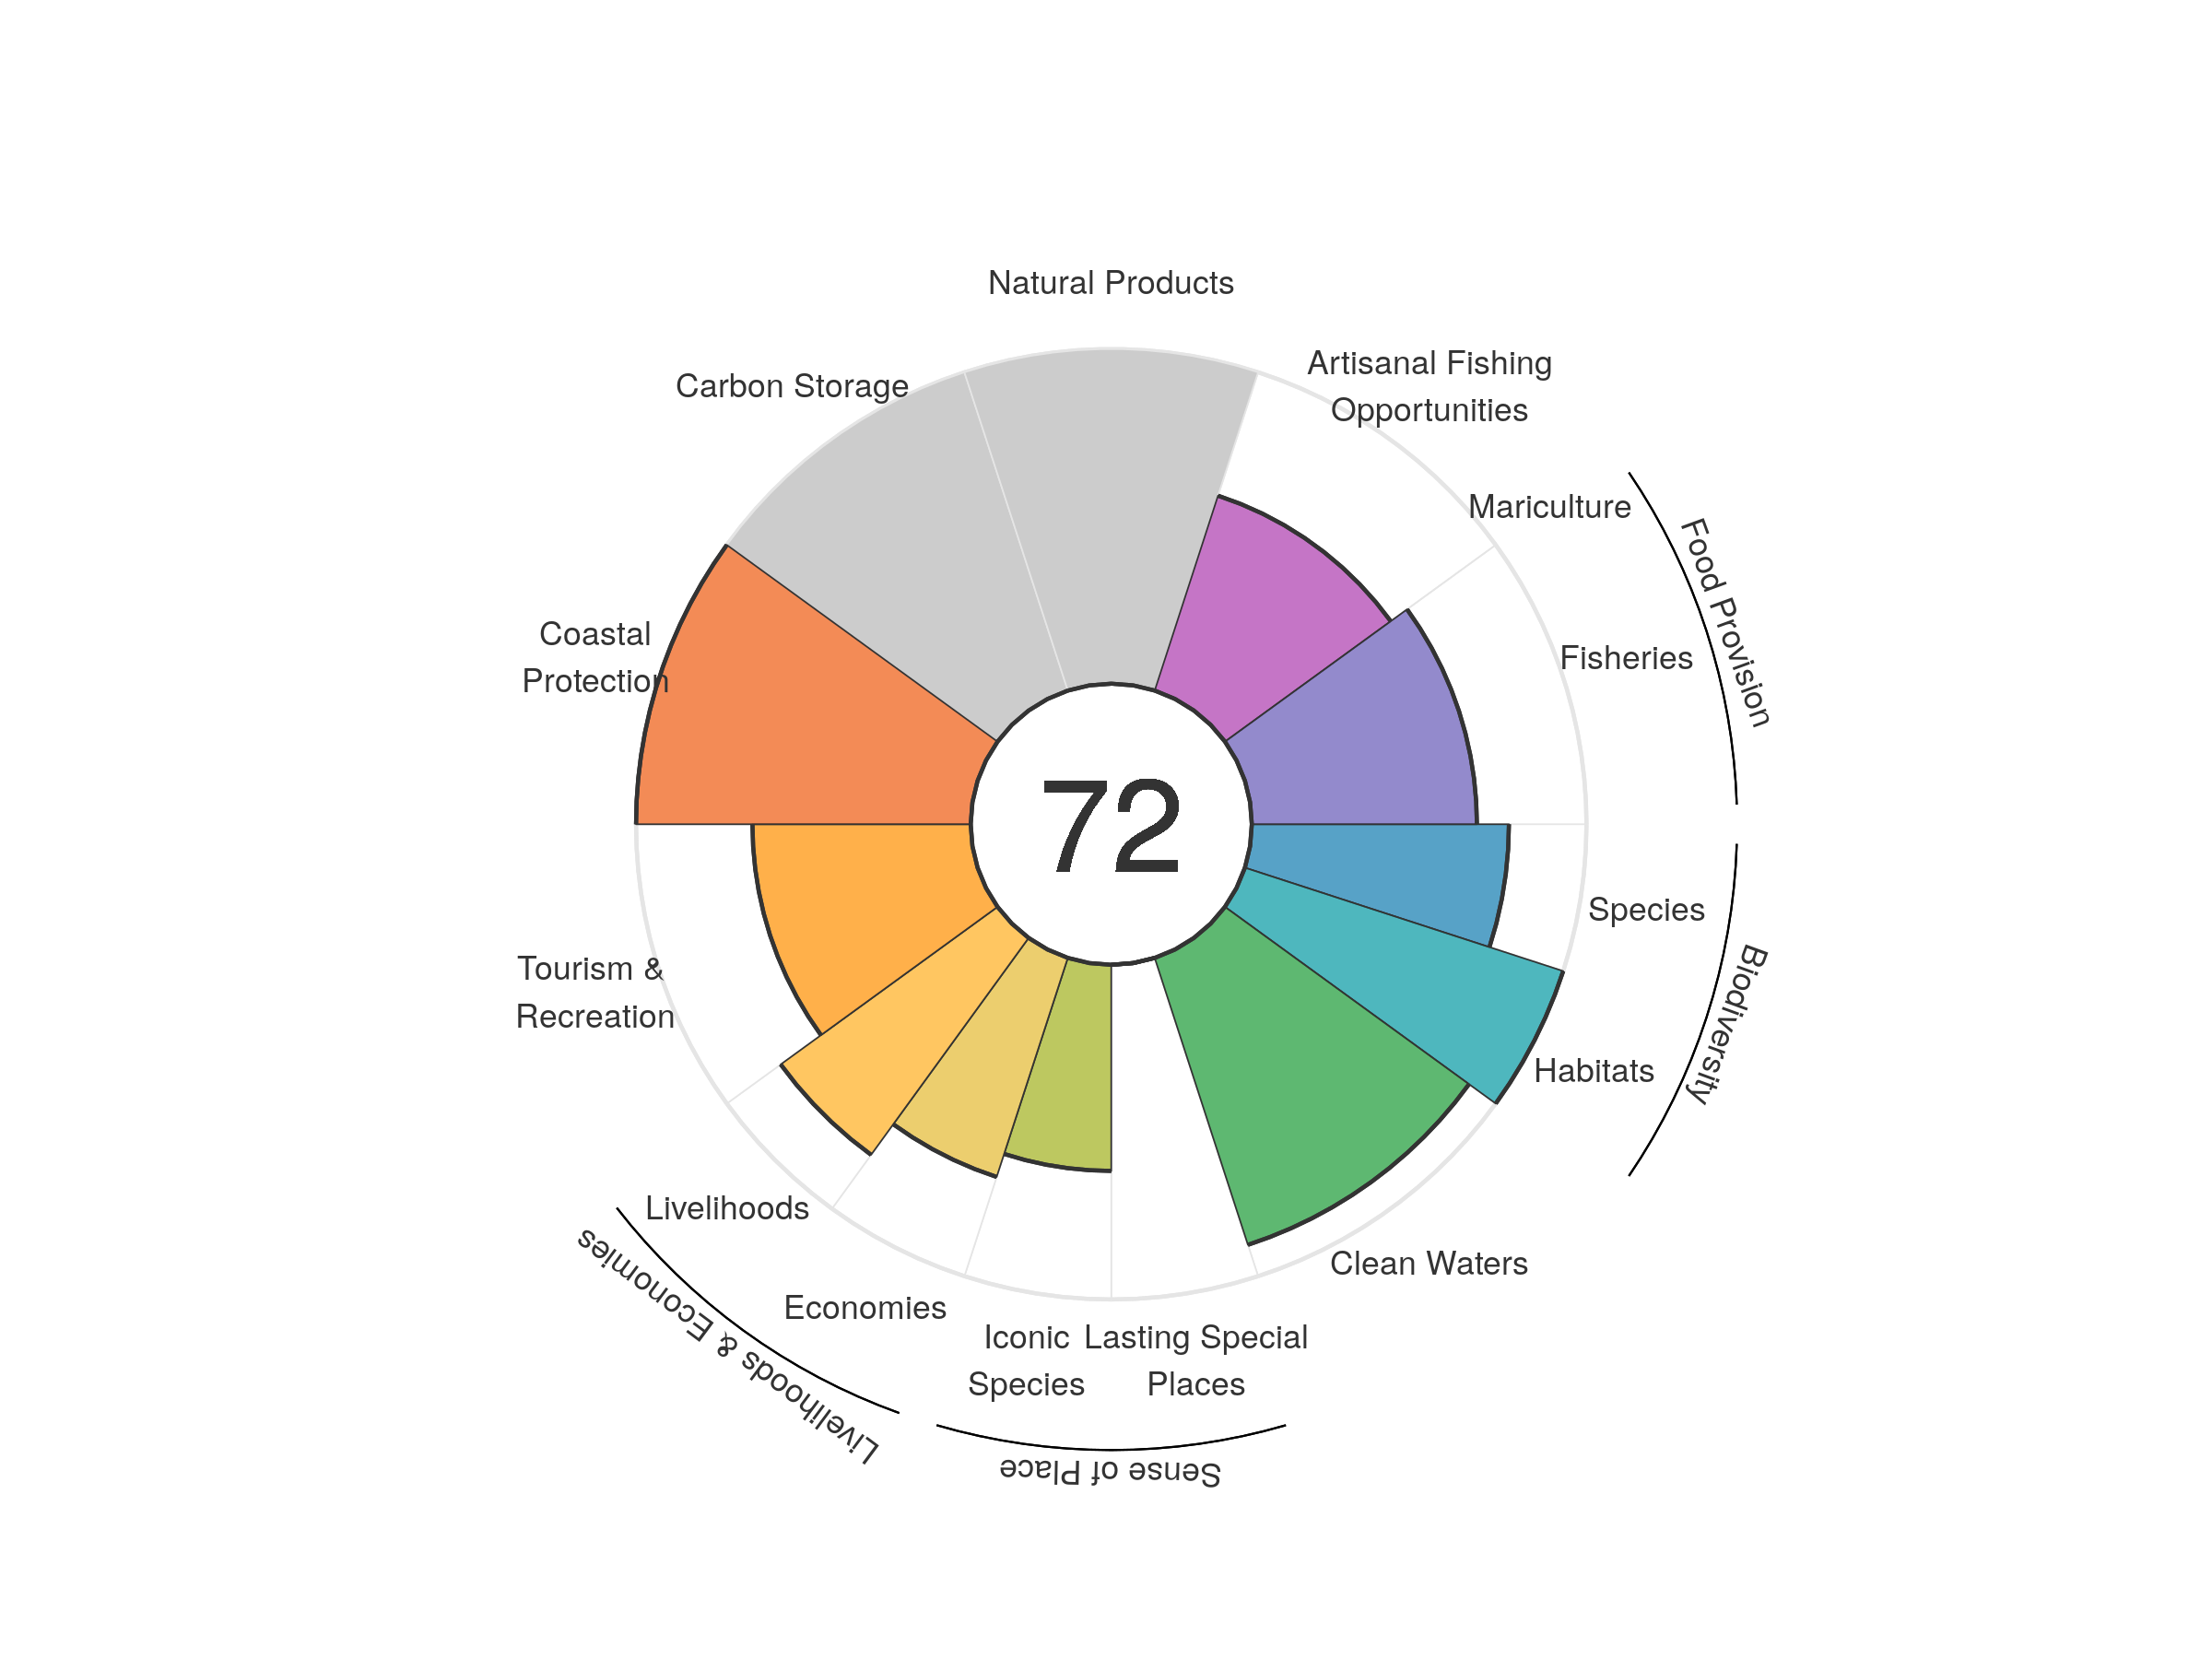 Natural Products
Artisanal Fishing
Opportunities
Carbon Storage
Mariculture
Food Provision
Coastal
Protection
Fisheries
72
Species
Biodiversity
Tourism &
Recreation
Habitats
Livelihoods
Clean Waters
Livelihoods & Economies
Economies
Iconic
Species
Lasting Special
Places
Sense of Place